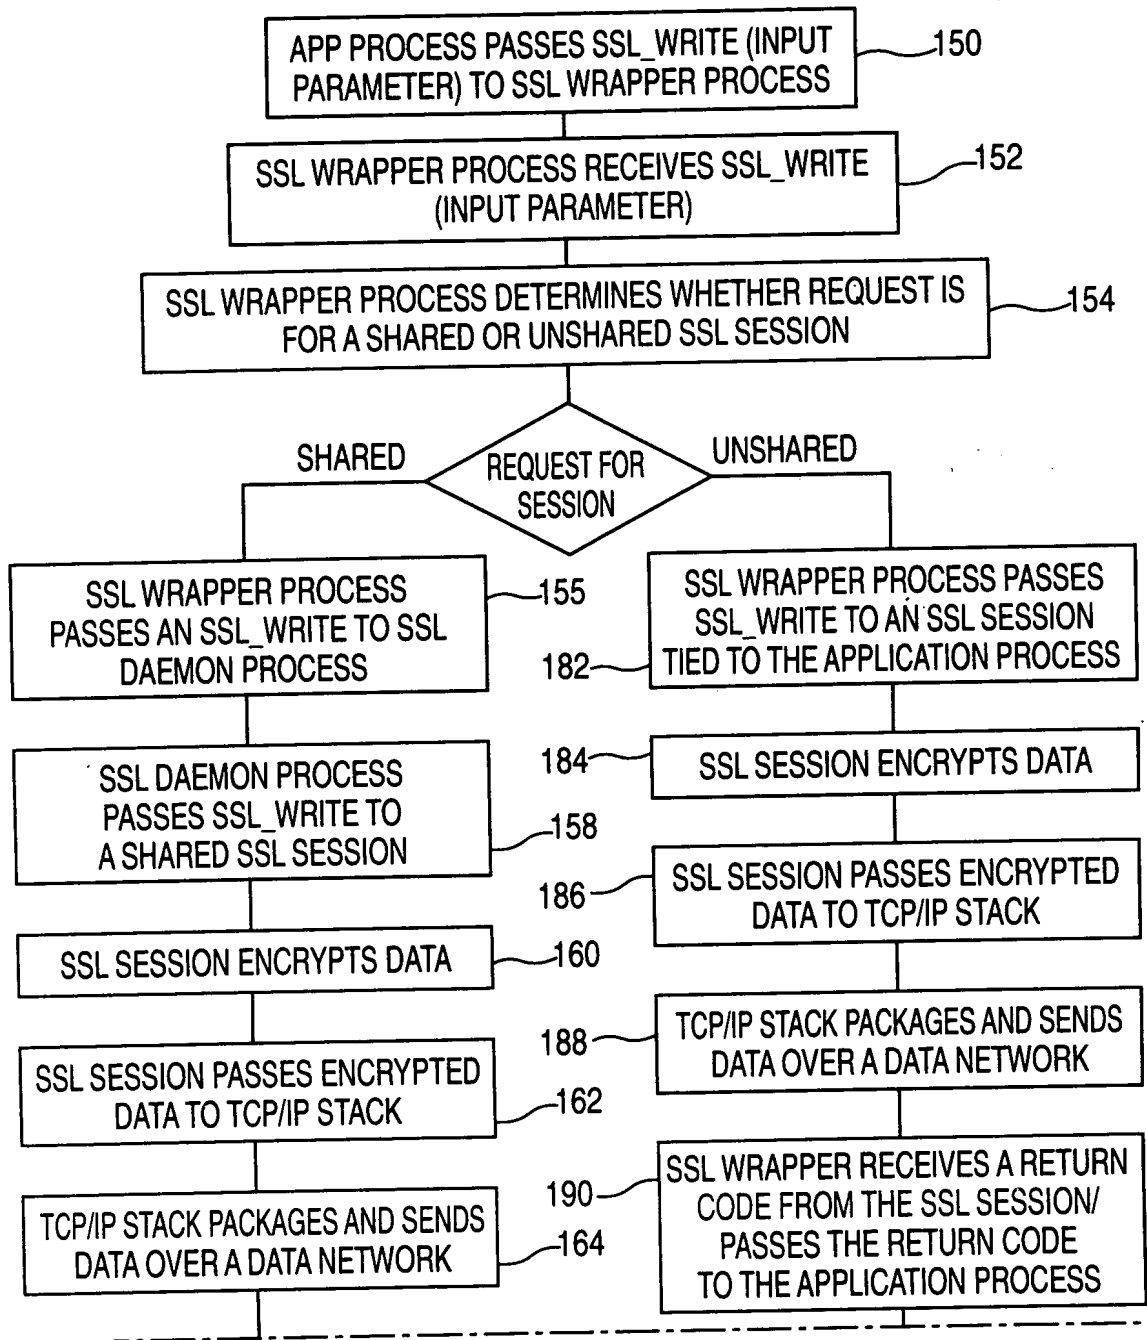 APP PROCESS PASSES SSL_WRITE (INPUT
PARAMETER) TO SSL WRAPPER PROCESS
150
SSL WRAPPER PROCESS RECEIVES SSL_WRITE
(INPUT PARAMETER)
152
SSL WRAPPER PROCESS DETERMINES WHETHER REQUEST IS
FOR A SHARED OR UNSHARED SSL SESSION
154
SHARED
REQUEST FOR
SESSION
UNSHARED
SSL WRAPPER PROCESS
PASSES AN SSL_WRITE TO SSL
DAEMON PROCESS
155
SSL DAEMON PROCESS
PASSES SSL_WRITE TO
A SHARED SSL SESSION
158
SSL SESSION ENCRYPTS DATA
160
SSL SESSION PASSES ENCRYPTED
DATA TO TCP/IP STACK
162
TCP/IP STACK PACKAGES AND SENDS
DATA OVER A DATA NETWORK
164
SSL WRAPPER PROCESS PASSES
SSL_WRITE TO AN SSL SESSION
TIED TO THE APPLICATION PROCESS
182
SSL SESSION ENCRYPTS DATA
184
SSL SESSION PASSES ENCRYPTED
DATA TO TCP/IP STACK
186
TCP/IP STACK PACKAGES AND SENDS
DATA OVER A DATA NETWORK
188
SSL WRAPPER RECEIVES A RETURN
CODE FROM THE SSL SESSION/
PASSES THE RETURN CODE
TO THE APPLICATION PROCESS
190